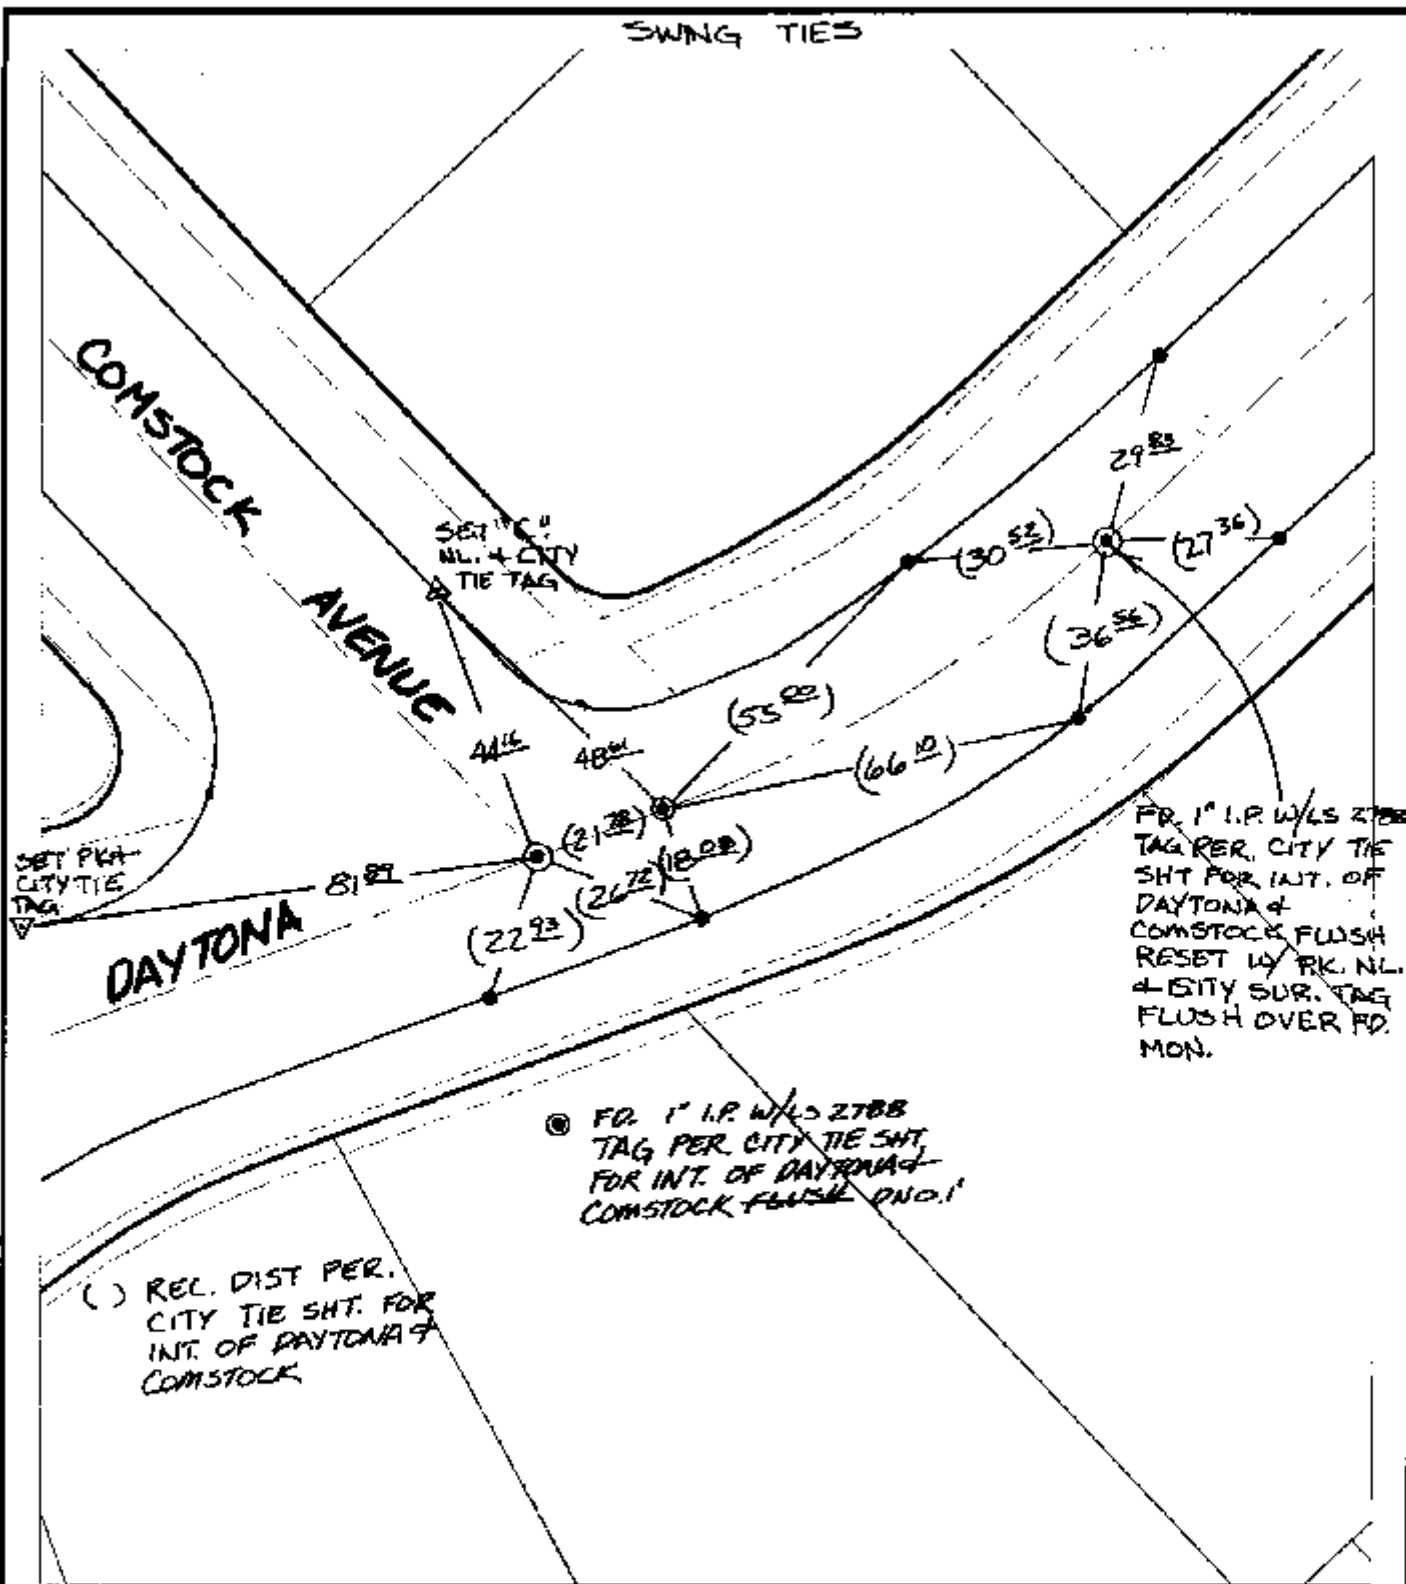 SWING TIES
COMSTOCK
AVENUE
SET "C."
NL. & CITY
TIE TAG
29 83
(30 52)
(27 36)
(36 56)
(55 00)
(66 10)
44 16
48 61
(21 78)
(26 72)
(18 08)
(22 93)
81 89
SET PK &
CITY TIE
TAG
DAYTONA
FD. 1" I.P. W/LS 2788
TAG PER. CITY TIE
SHT FOR INT. OF
DAYTONA &
COMSTOCK FLUSH
RESET W/ PK. NL.
& CITY SUR. TAG
FLUSH OVER FD.
MON.
FD. 1" I.P. W/LS 2788
TAG PER. CITY TIE SHT.
FOR INT. OF DAYTONA &
COMSTOCK FLUSH DN 0.1'
( ) REC. DIST PER.
CITY TIE SHT. FOR
INT. OF DAYTONA &
COMSTOCK